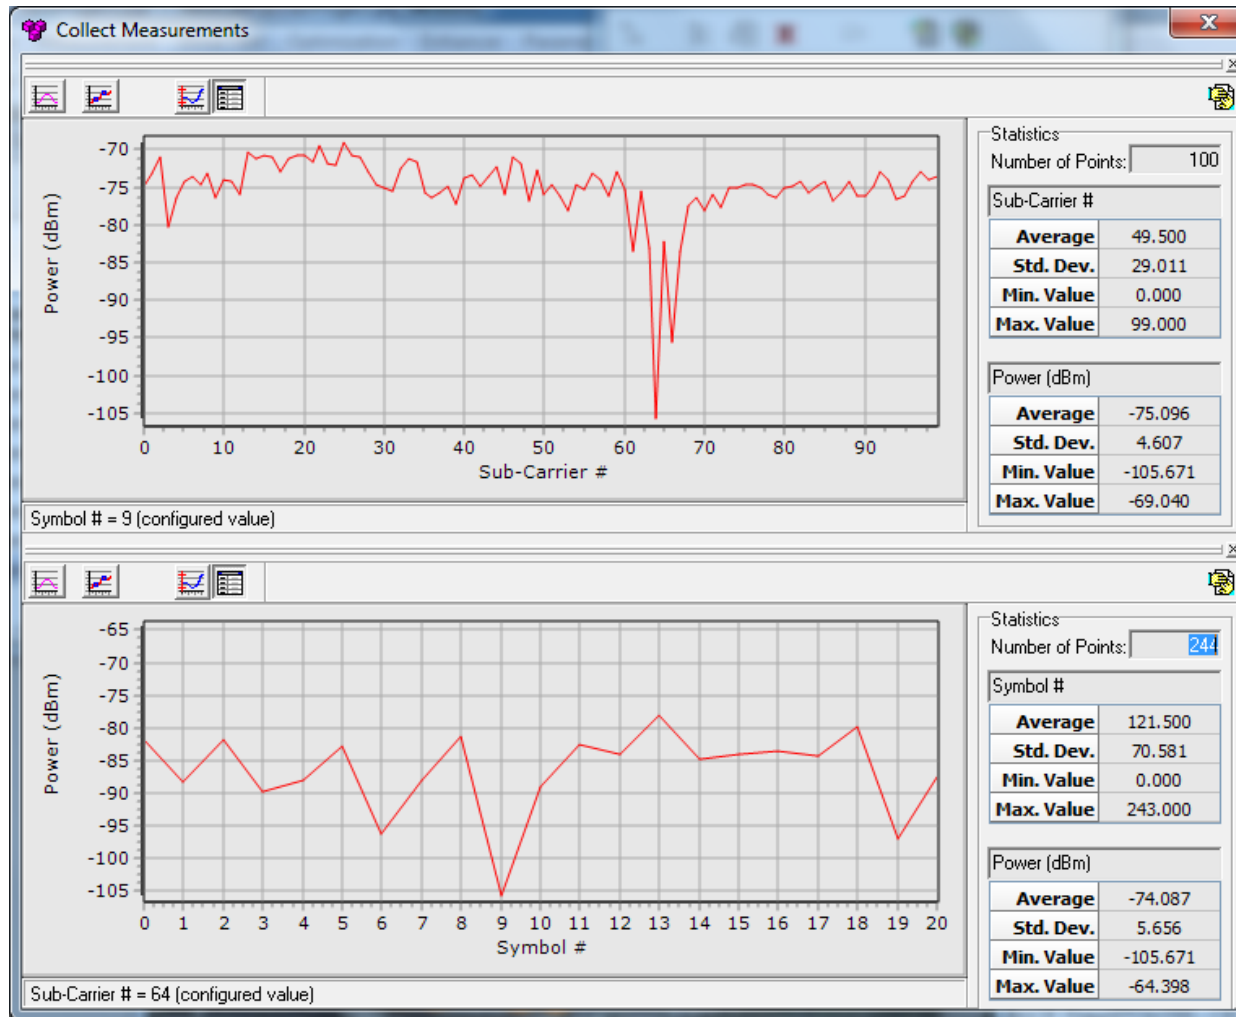 Collect Measurements
Power (dBm)
-70
-75
-80
-85
-90
-95
-100
-105
0 10 20 30 40 50 60 70 80 90
Sub-Carrier #
Symbol # = 9 (configured value)
Statistics
Number of Points: 100
Sub-Carrier #
Average 49.500
Std. Dev. 29.011
Min. Value 0.000
Max. Value 99.000
Power (dBm)
Average -75.096
Std. Dev. 4.607
Min. Value -105.671
Max. Value -69.040
Power (dBm)
-65
-70
-75
-80
-85
-90
-95
-100
-105
0 1 2 3 4 5 6 7 8 9 10 11 12 13 14 15 16 17 18 19 20
Symbol #
Sub-Carrier # = 64 (configured value)
Statistics
Number of Points: 244
Symbol #
Average 121.500
Std. Dev. 70.581
Min. Value 0.000
Max. Value 243.000
Power (dBm)
Average -74.087
Std. Dev. 5.656
Min. Value -105.671
Max. Value -64.398